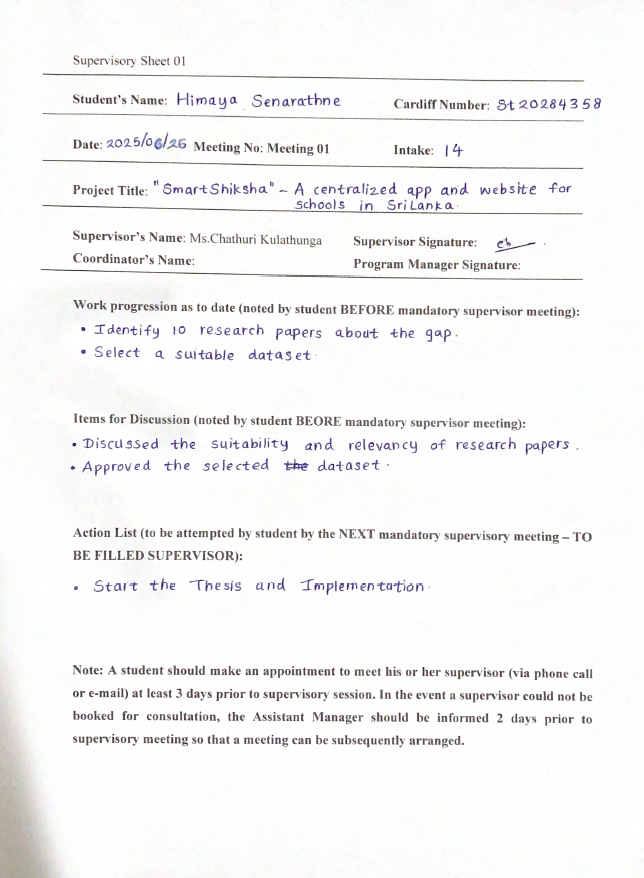 Supervisory Sheet 01
Student's Name: Himaya Senarathne Cardiff Number: St20284358
Date: 2025/06/26 Meeting No: Meeting 01 Intake: 14
Project Title: "SmartShiksha" - A centralized app and website for
schools in Sri Lanka.
Supervisor's Name: Ms.Chathuri Kulathunga Supervisor Signature:
Coordinator's Name: Program Manager Signature:
Work progression as to date (noted by student BEFORE mandatory supervisor meeting):
• Identify 10 research papers about the gap.
• Select a suitable dataset.
Items for Discussion (noted by student BEORE mandatory supervisor meeting):
• Discussed the suitability and relevancy of research papers.
• Approved the selected the dataset.
Action List (to be attempted by student by the NEXT mandatory supervisory meeting – TO
BE FILLED SUPERVISOR):
• Start the Thesis and Implementation.
Note: A student should make an appointment to meet his or her supervisor (via phone call
or e-mail) at least 3 days prior to supervisory session. In the event a supervisor could not be
booked for consultation, the Assistant Manager should be informed 2 days prior to
supervisory meeting so that a meeting can be subsequently arranged.